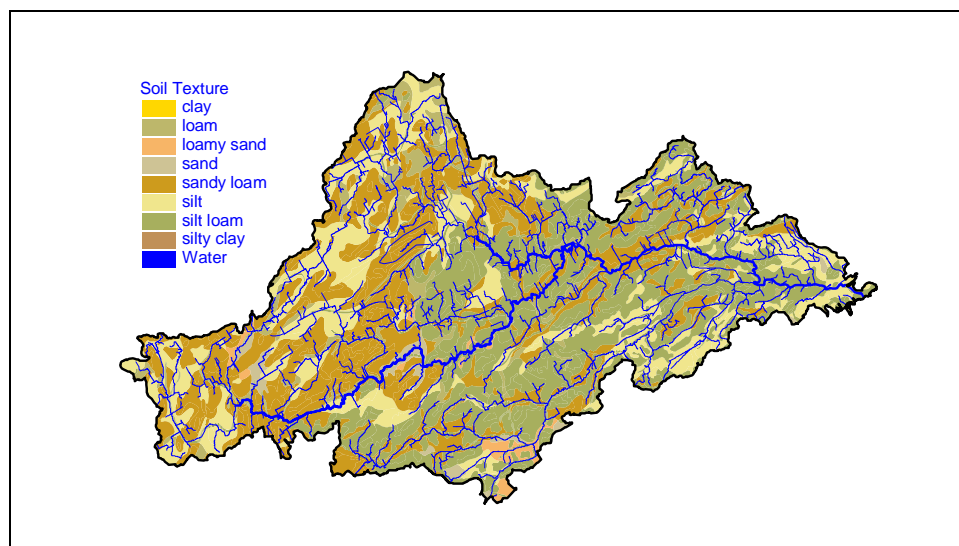 Soil Texture
clay
loam
loamy sand
sand
sandy loam
silt
silt loam
silty clay
Water